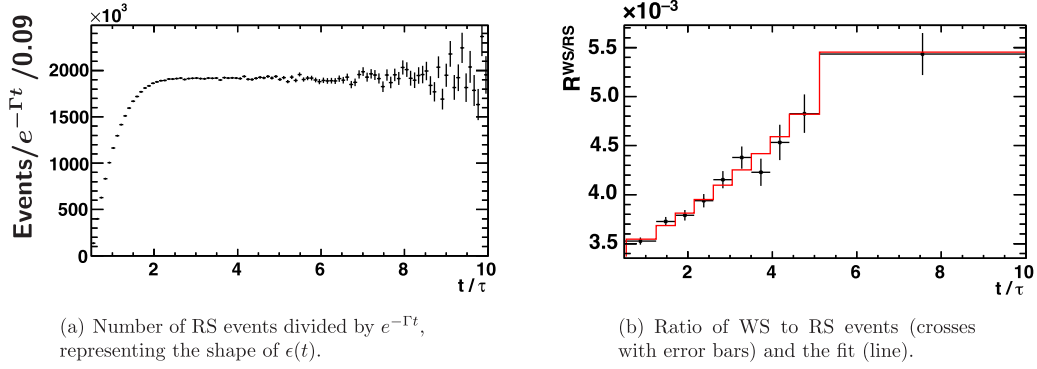 ×10³
Events/e^{-Γt}/0.09
2000
1500
1000
500
0
2 4 6 8 10
t/τ
×10⁻³
R^{WS/RS}
5.5
5.0
4.5
4.0
3.5
2 4 6 8 10
t/τ
(a) Number of RS events divided by e^{-Γt},
representing the shape of ϵ(t).
(b) Ratio of WS to RS events (crosses
with error bars) and the fit (line).